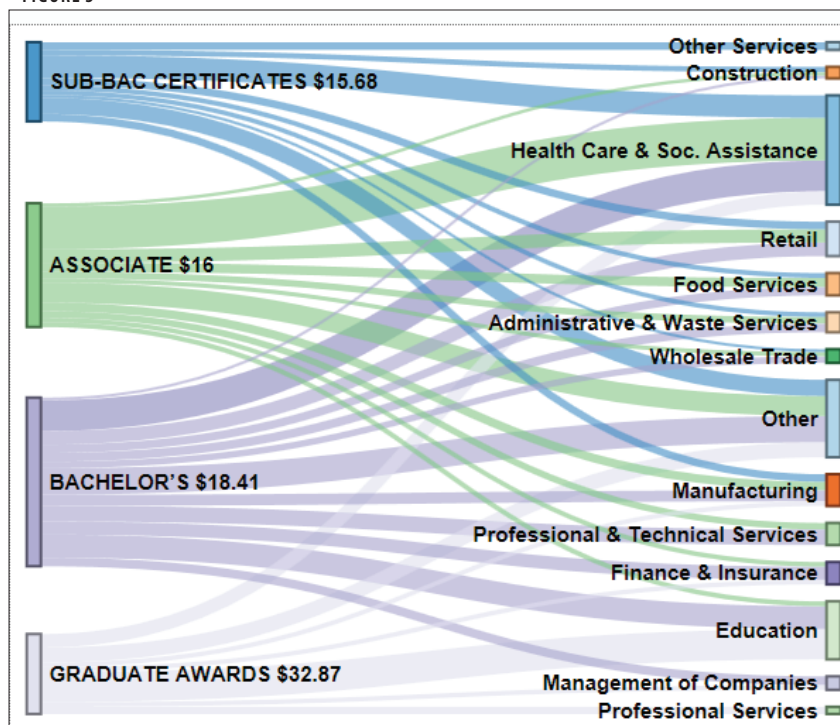 SUB-BAC CERTIFICATES $15.68
ASSOCIATE $16
BACHELOR’S $18.41
GRADUATE AWARDS $32.87
Other Services
Construction
Health Care & Soc. Assistance
Retail
Food Services
Administrative & Waste Services
Wholesale Trade
Other
Manufacturing
Professional & Technical Services
Finance & Insurance
Education
Management of Companies
Professional Services